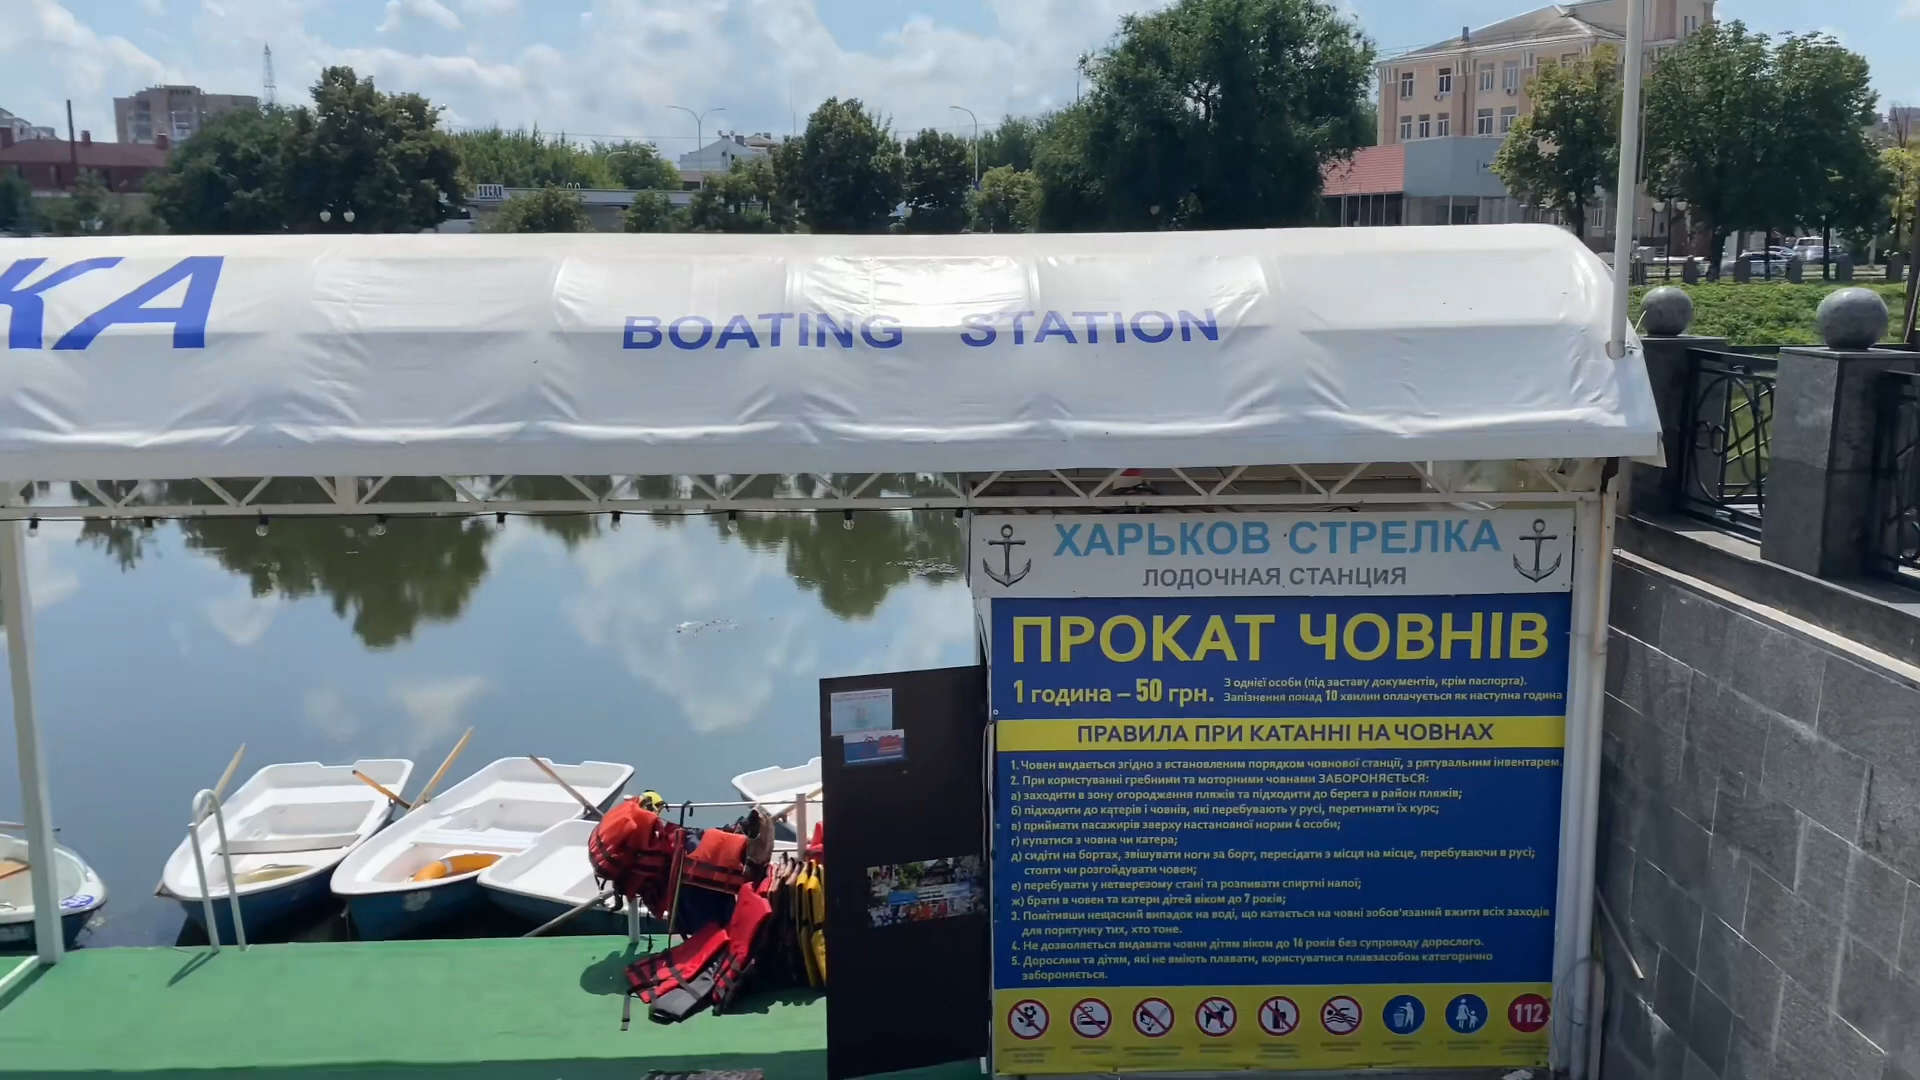 SOCAR
КА
BOATING STATION
ХАРЬКОВ СТРЕЛКА
ЛОДОЧНАЯ СТАНЦИЯ
ПРОКАТ ЧОВНІВ
1 година – 50 грн.
З однієї особи (під заставу документів, крім паспорта).
Запізнення понад 10 хвилин оплачується як наступна година
ПРАВИЛА ПРИ КАТАННІ НА ЧОВНАХ
1. Човен видається згідно з встановленим порядком човнової станції, з рятувальним інвентарем.
2. При користуванні гребними та моторними човнами ЗАБОРОНЯЄТЬСЯ:
а) заходити в зону огородження пляжів та підходити до берега в район пляжів;
б) підходити до катерів і човнів, які перебувають у русі, перетинати їх курс;
в) приймати пасажирів зверху настановної норми 4 особи;
г) купатися з човна чи катера;
д) сидіти на бортах, звішувати ноги за борт, пересідати з місця на місце, перебуваючи в русі;
стояти чи розгойдувати човен;
е) перебувати у нетверезому стані та розпивати спиртні напої;
ж) брати в човен та катери дітей віком до 7 років;
3. Помітивши нещасний випадок на воді, що катається на човні зобов'язаний вжити всіх заходів
для порятунку тих, хто тоне.
4. Не дозволяється видавати човни дітям віком до 16 років без супроводу дорослого.
5. Дорослим та дітям, які не вміють плавати, користуватися плавзасобом категорично
забороняється.
112